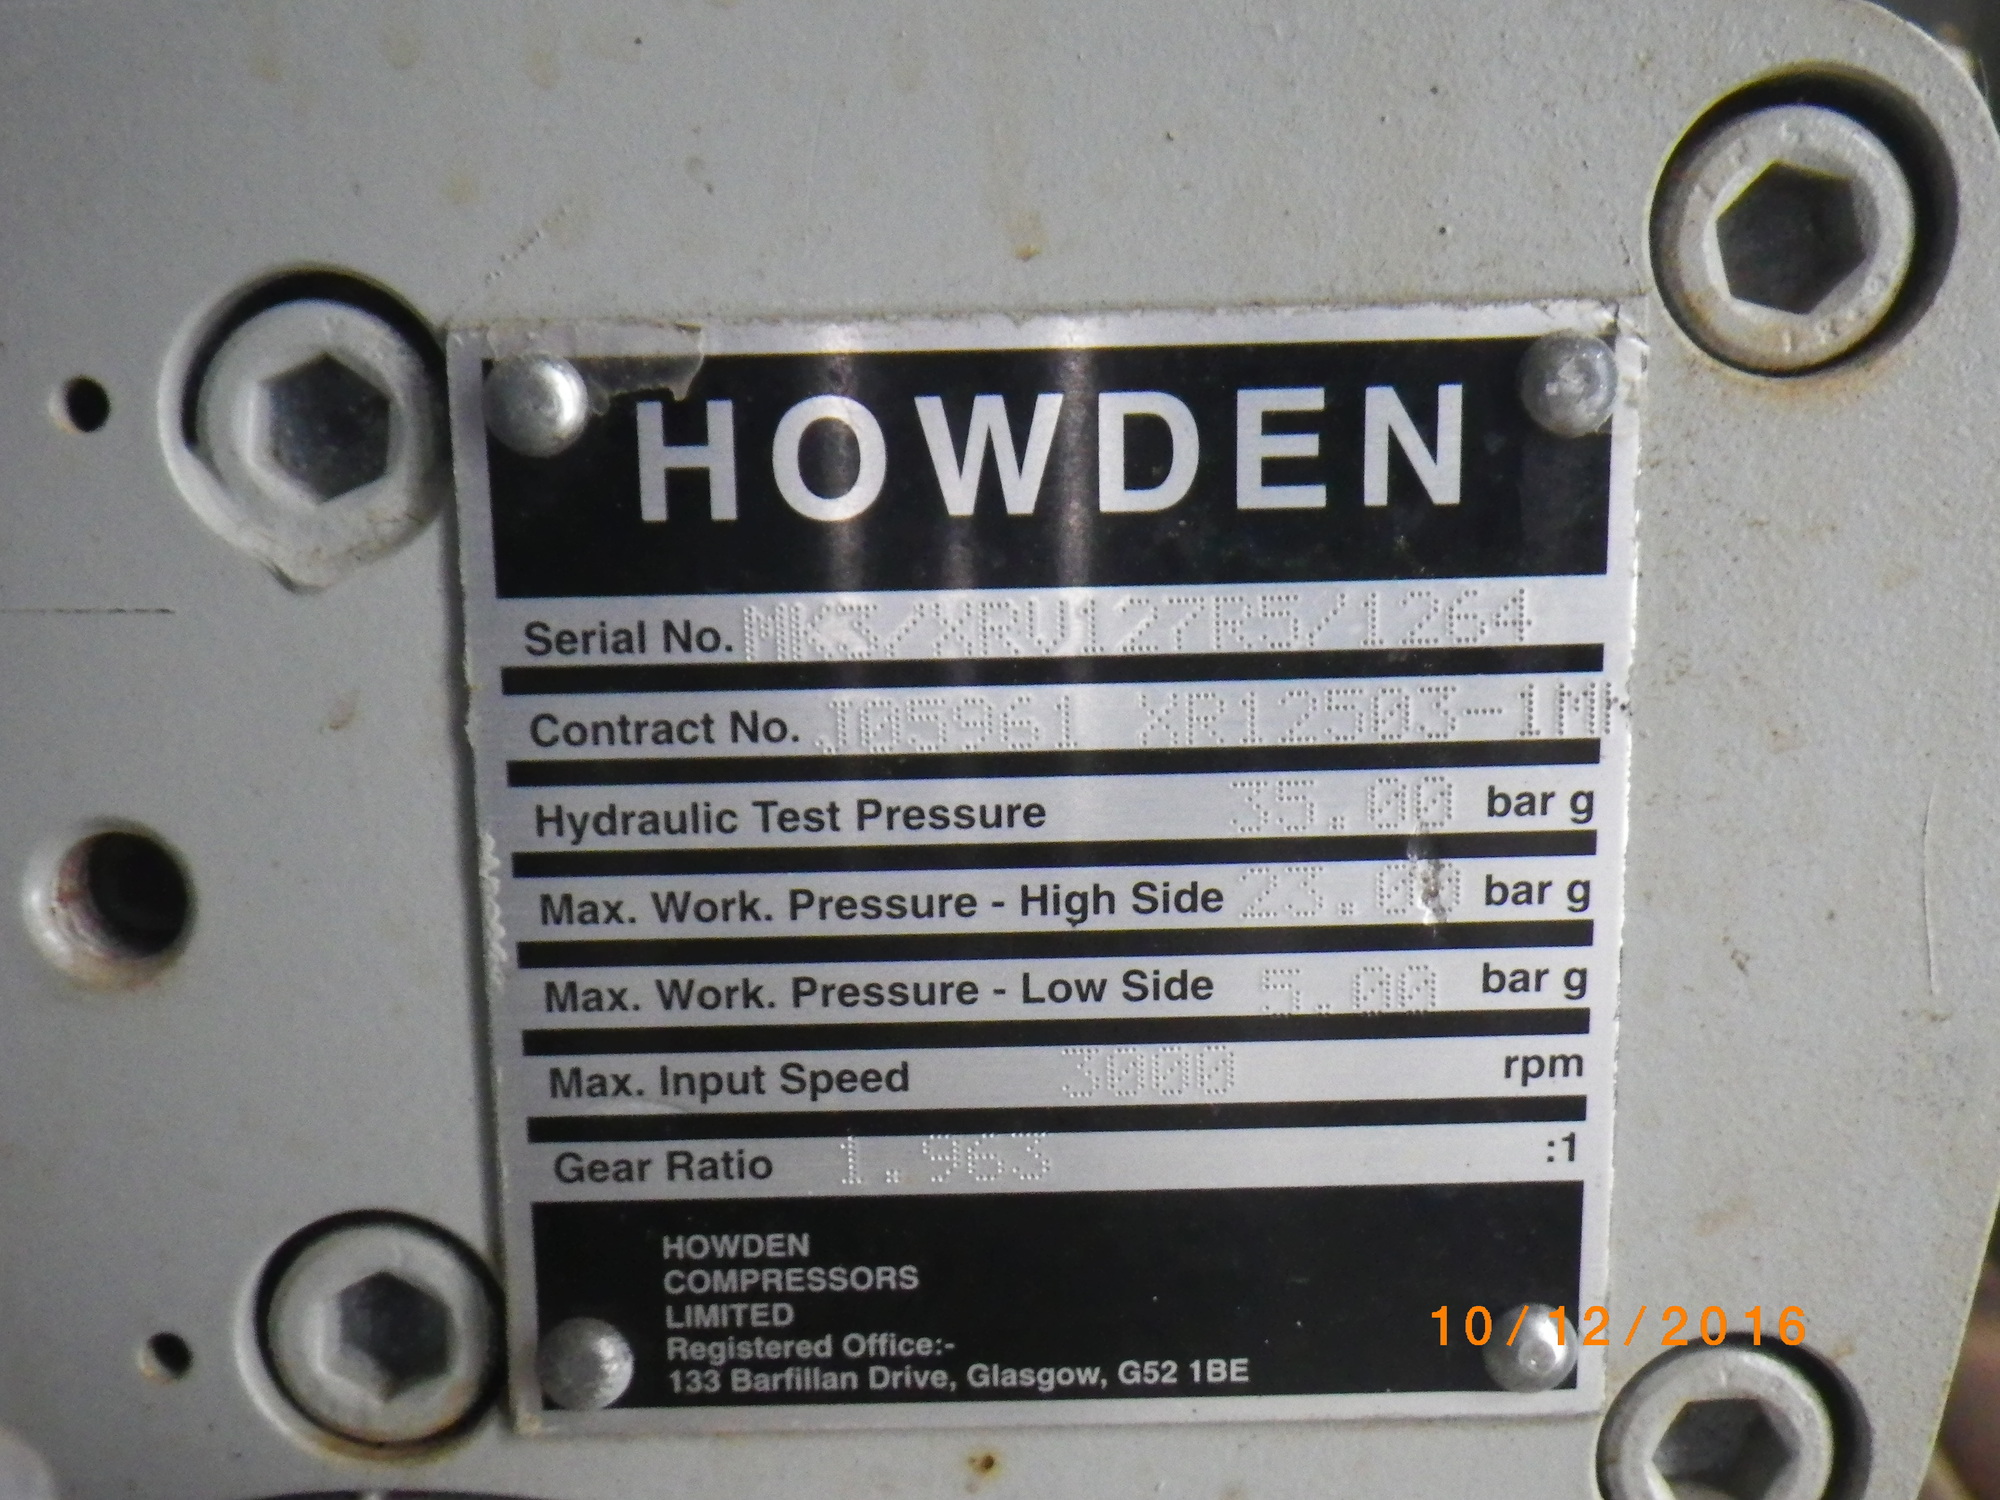 HOWDEN
Serial No. MK3/XRV127R5/1264
Contract No. J05961 XR12503-1MK
Hydraulic Test Pressure 35.00 bar g
Max. Work. Pressure - High Side 23.00 bar g
Max. Work. Pressure - Low Side 5.00 bar g
Max. Input Speed 3000 rpm
Gear Ratio 1.963 :1
HOWDEN
COMPRESSORS
LIMITED
Registered Office:-
133 Barfillan Drive, Glasgow, G52 1BE
10/12/2016